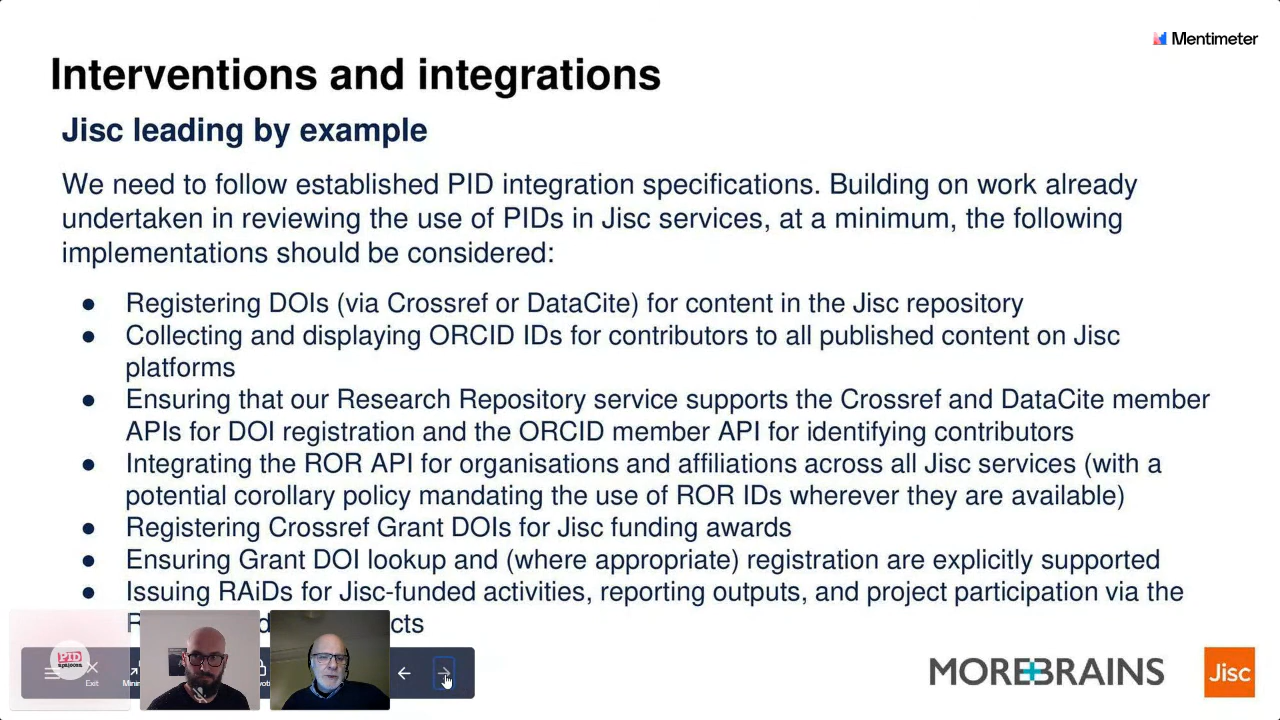 Mentimeter
Interventions and integrations
Jisc leading by example
We need to follow established PID integration specifications. Building on work already
undertaken in reviewing the use of PIDs in Jisc services, at a minimum, the following
implementations should be considered:
● Registering DOIs (via Crossref or DataCite) for content in the Jisc repository
● Collecting and displaying ORCID IDs for contributors to all published content on Jisc
platforms
● Ensuring that our Research Repository service supports the Crossref and DataCite member
APIs for DOI registration and the ORCID member API for identifying contributors
● Integrating the ROR API for organisations and affiliations across all Jisc services (with a
potential corollary policy mandating the use of ROR IDs wherever they are available)
● Registering Crossref Grant DOIs for Jisc funding awards
● Ensuring Grant DOI lookup and (where appropriate) registration are explicitly supported
● Issuing RAiDs for Jisc-funded activities, reporting outputs, and project participation via the
PID
apalooza
Exit
MOREBRAINS
Jisc